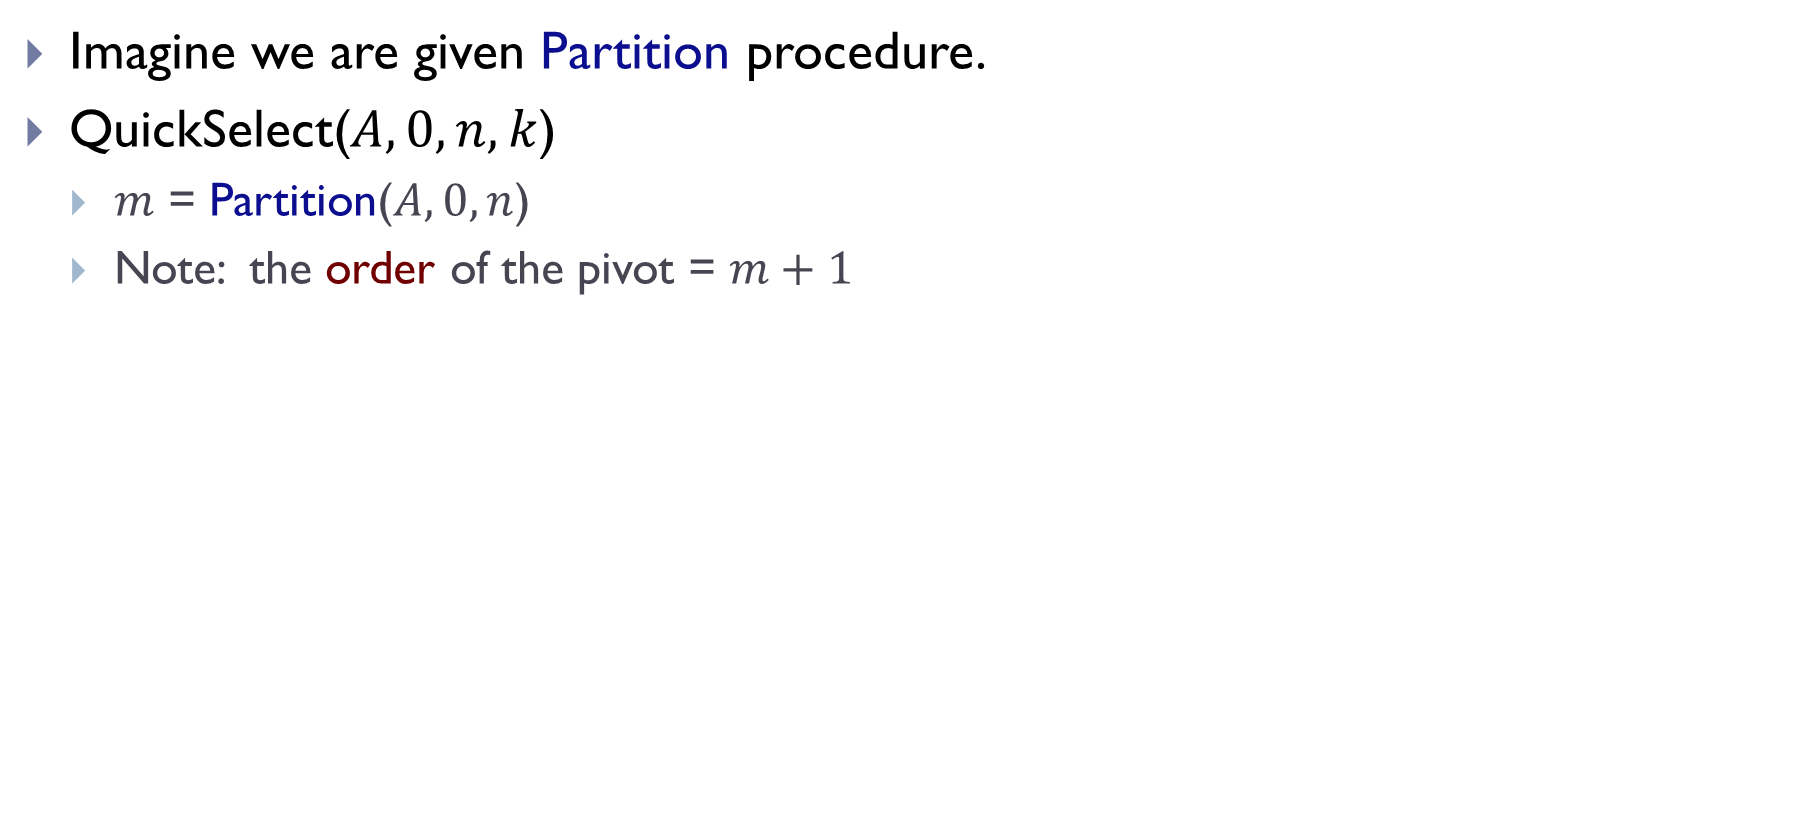 Imagine we are given Partition procedure.
QuickSelect(A, 0, n, k)
m = Partition(A, 0, n)
Note: the order of the pivot = m + 1